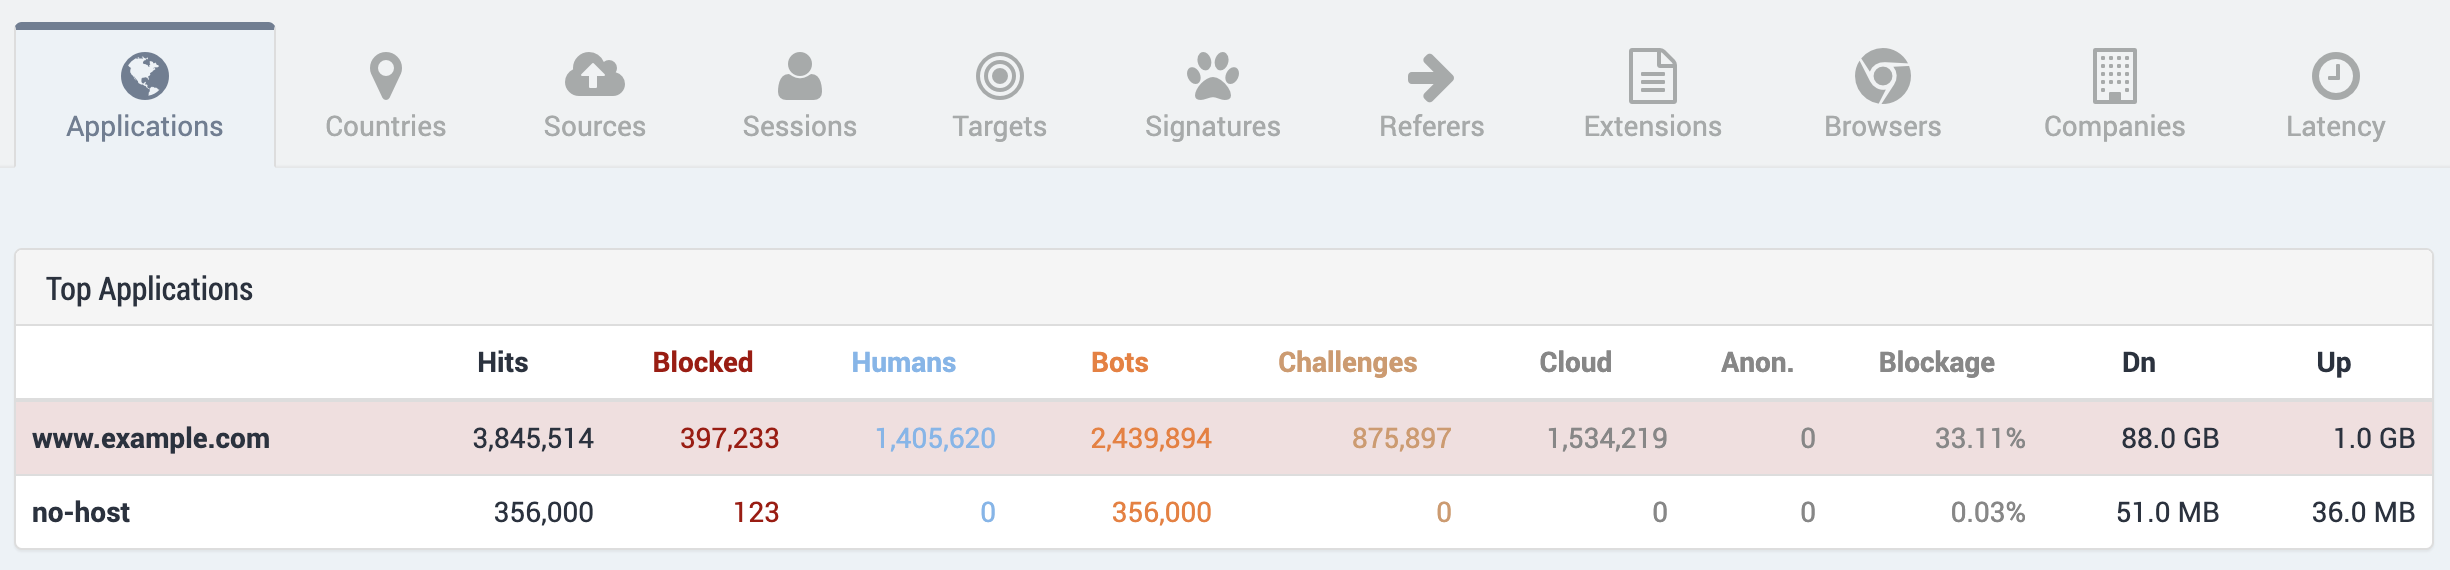 Applications Countries Sources Sessions Targets Signatures Referers Extensions Browsers Companies Latency
Top Applications
Hits Blocked Humans Bots Challenges Cloud Anon. Blockage Dn Up
www.example.com 3,845,514 397,233 1,405,620 2,439,894 875,897 1,534,219 0 33.11% 88.0 GB 1.0 GB
no-host 356,000 123 0 356,000 0 0 0 0.03% 51.0 MB 36.0 MB